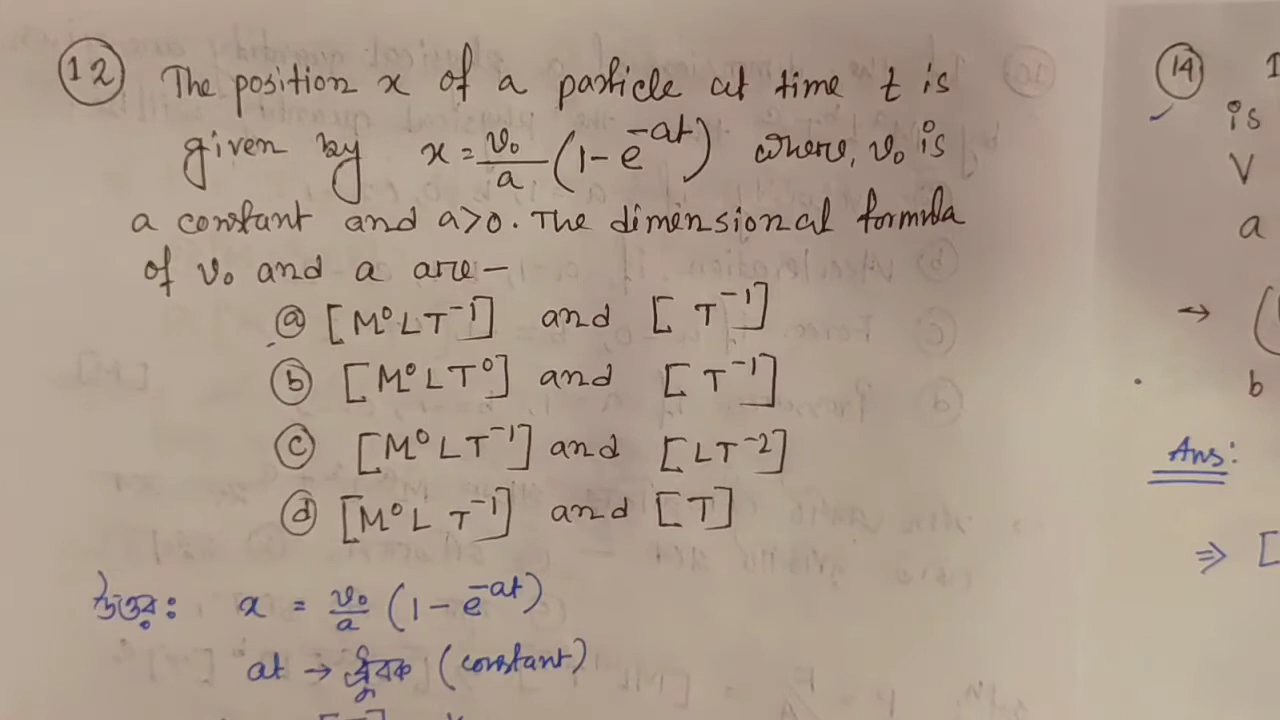 12 The position x of a particle at time t is
given by x = v₀/a (1 - e^-at) where, v₀ is
a constant and a>0. The dimensional formula
of v₀ and a are -
ⓐ [M⁰LT⁻¹] and [T⁻¹]
ⓑ [M⁰LT⁰] and [T⁻¹]
ⓒ [M⁰LT⁻¹] and [LT⁻²]
ⓓ [M⁰LT⁻¹] and [T]
উত্তর: x = v₀/a (1 - e^-at)
at → ধ্রুবক (constant)
14
is
V
a
→ (
b
Ans:
⇒ [